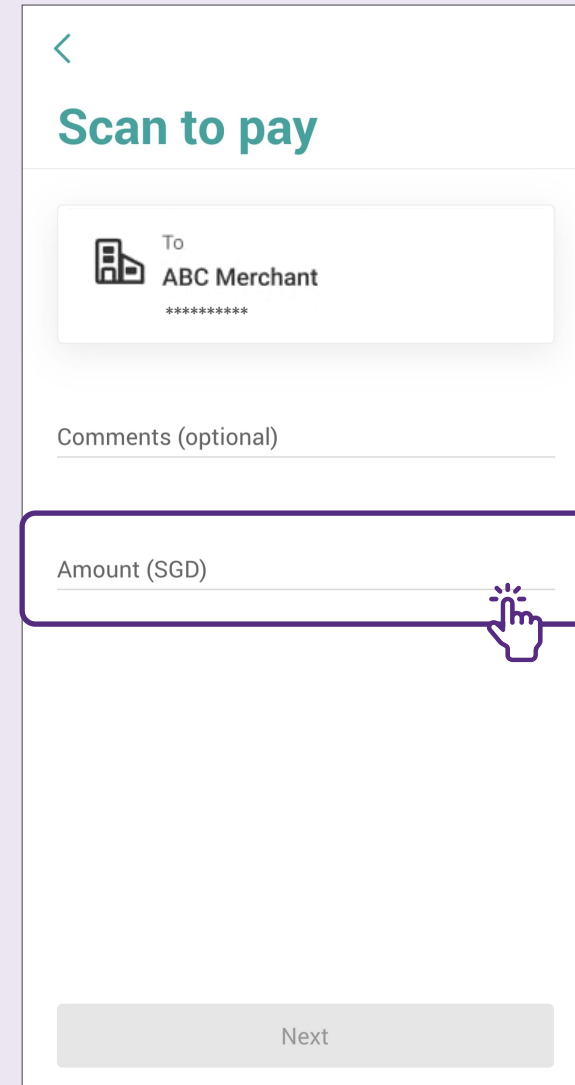 Scan to pay
To
ABC Merchant
**********
Comments (optional)
Amount (SGD)
Next